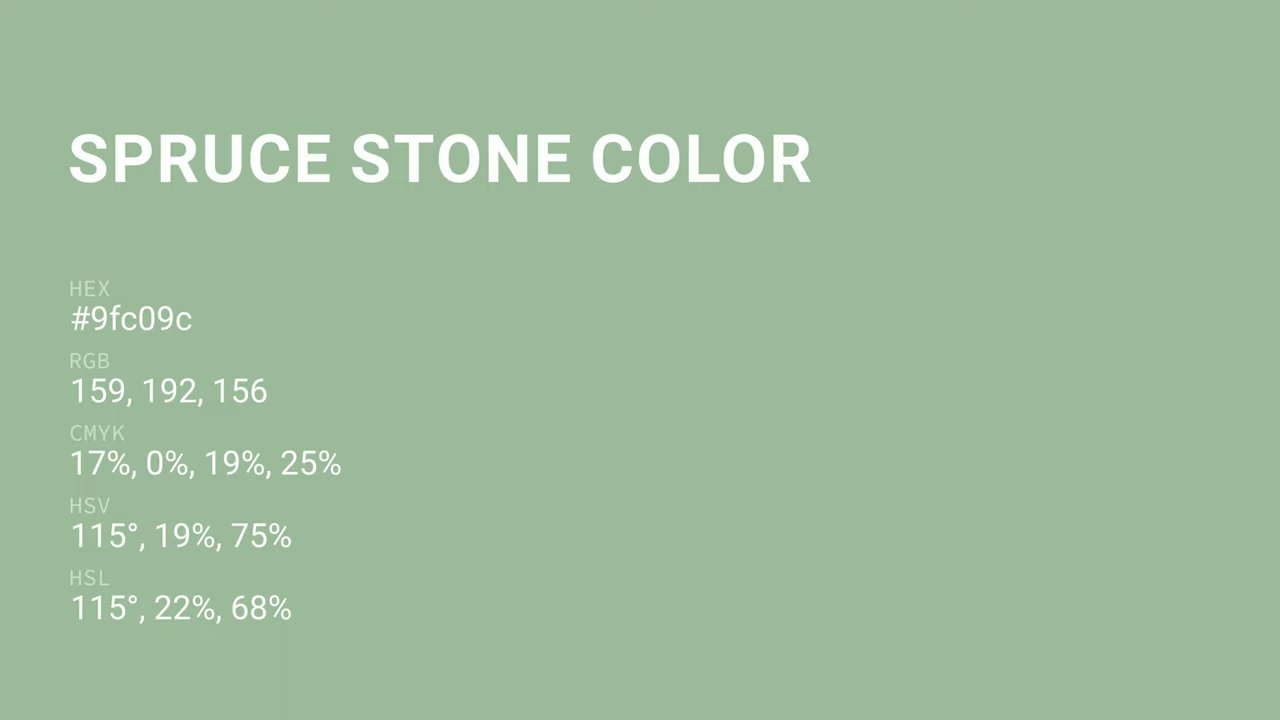 SPRUCE STONE COLOR
HEX
#9fc09c
RGB
159, 192, 156
CMYK
17%, 0%, 19%, 25%
HSV
115°, 19%, 75%
HSL
115°, 22%, 68%